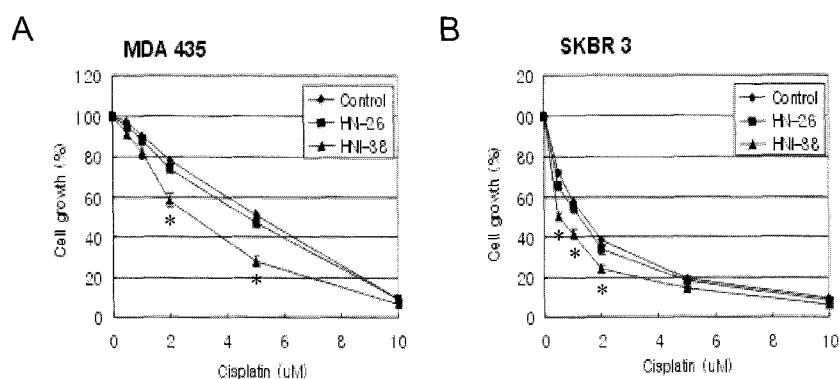 A
MDA 435
120
100
80
60
40
20
0
Cell growth (%)
Control
HN-26
HNI-38
*
*
0 2 4 6 8 10
Cisplatin (uM)
B
SKBR 3
20
00
80
60
40
20
0
Cell growth (%)
Control
HN-26
HNI-38
*
*
*
0 2 4 6 8 10
Cisplatin (uM)